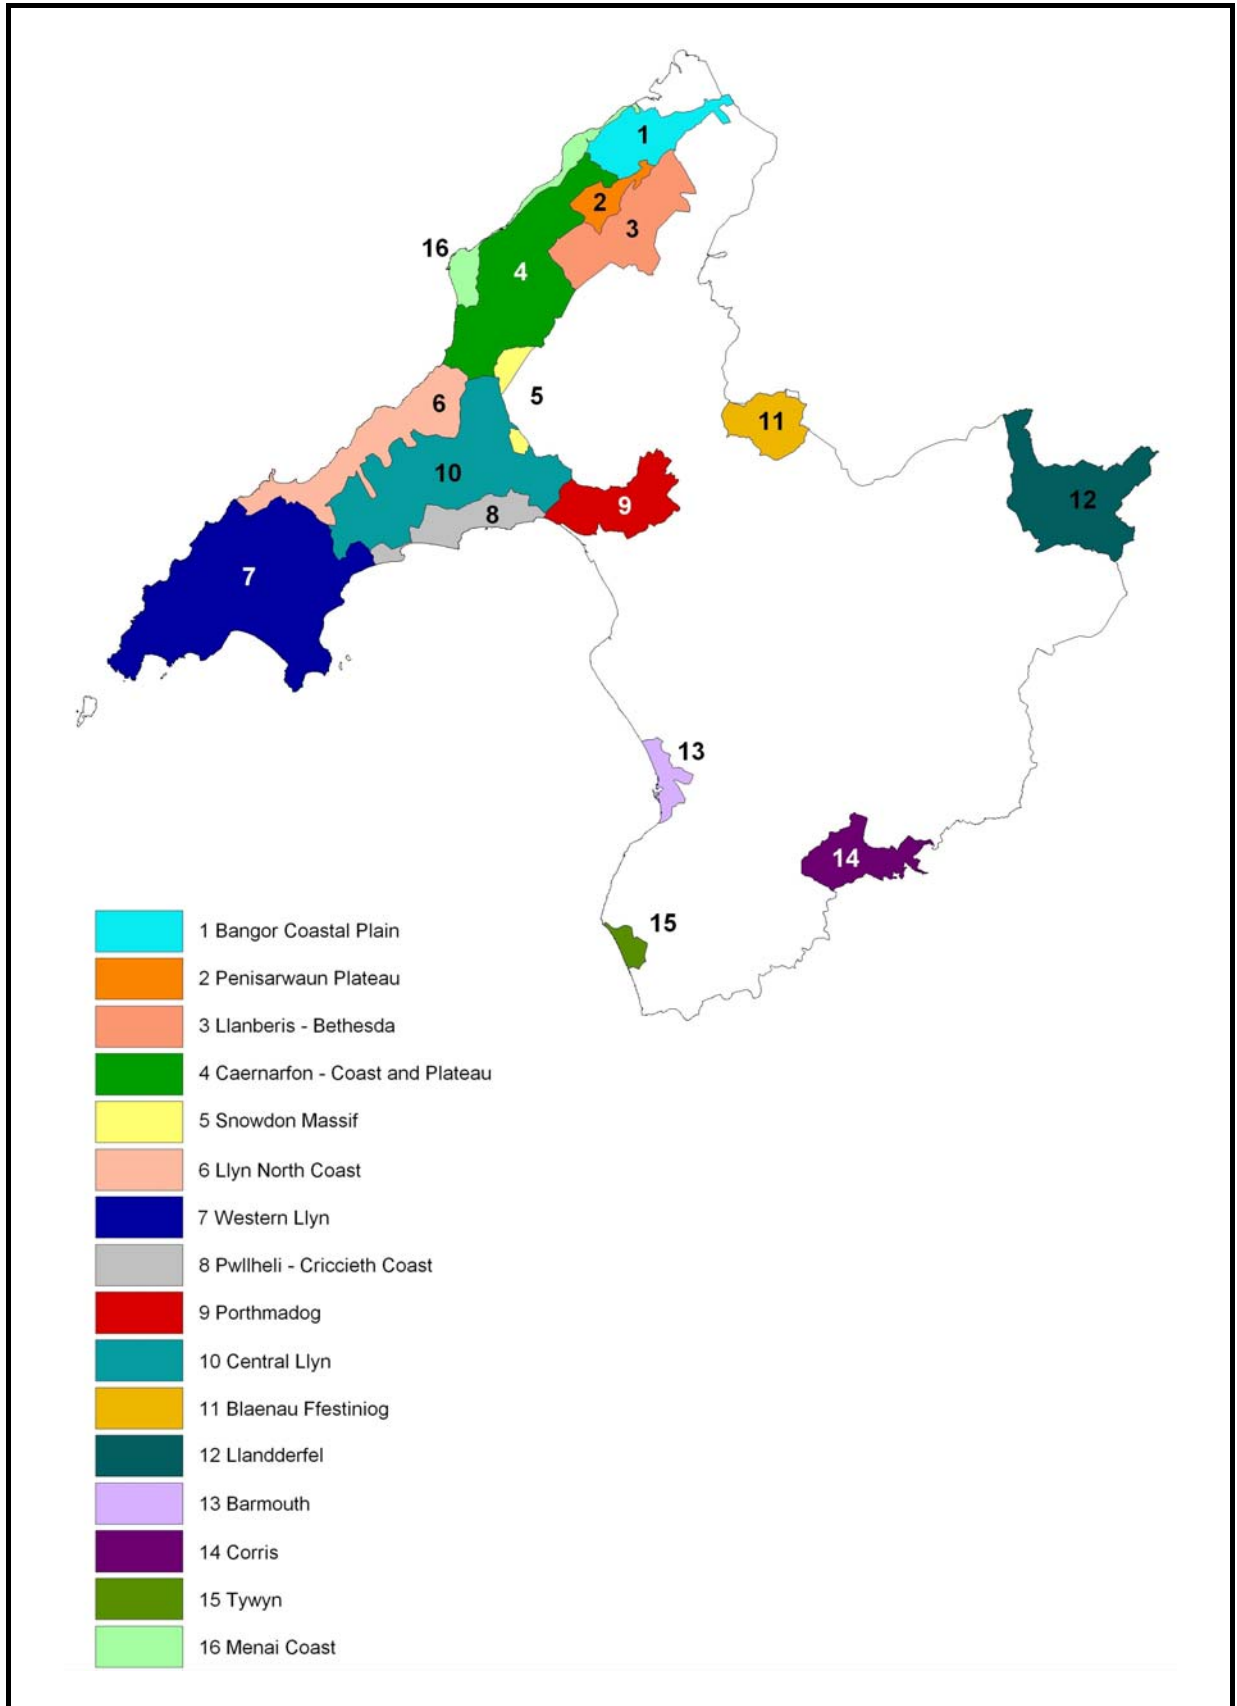 1
2
3
16
4
5
6
11
10
12
9
8
7
13
14
15
1 Bangor Coastal Plain
2 Penisarwaun Plateau
3 Llanberis - Bethesda
4 Caernarfon - Coast and Plateau
5 Snowdon Massif
6 Llyn North Coast
7 Western Llyn
8 Pwllheli - Criccieth Coast
9 Porthmadog
10 Central Llyn
11 Blaenau Ffestiniog
12 Llandderfel
13 Barmouth
14 Corris
15 Tywyn
16 Menai Coast